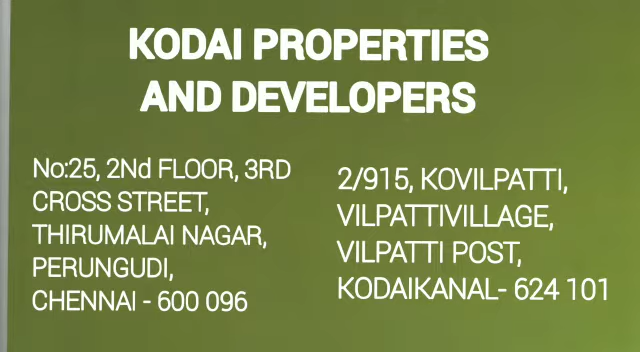 KODAI PROPERTIES
AND DEVELOPERS
No:25, 2Nd FLOOR, 3RD
CROSS STREET,
THIRUMALAI NAGAR,
PERUNGUDI,
CHENNAI - 600 096
2/915, KOVILPATTI,
VILPATTIVILLAGE,
VILPATTI POST,
KODAIKANAL- 624 101